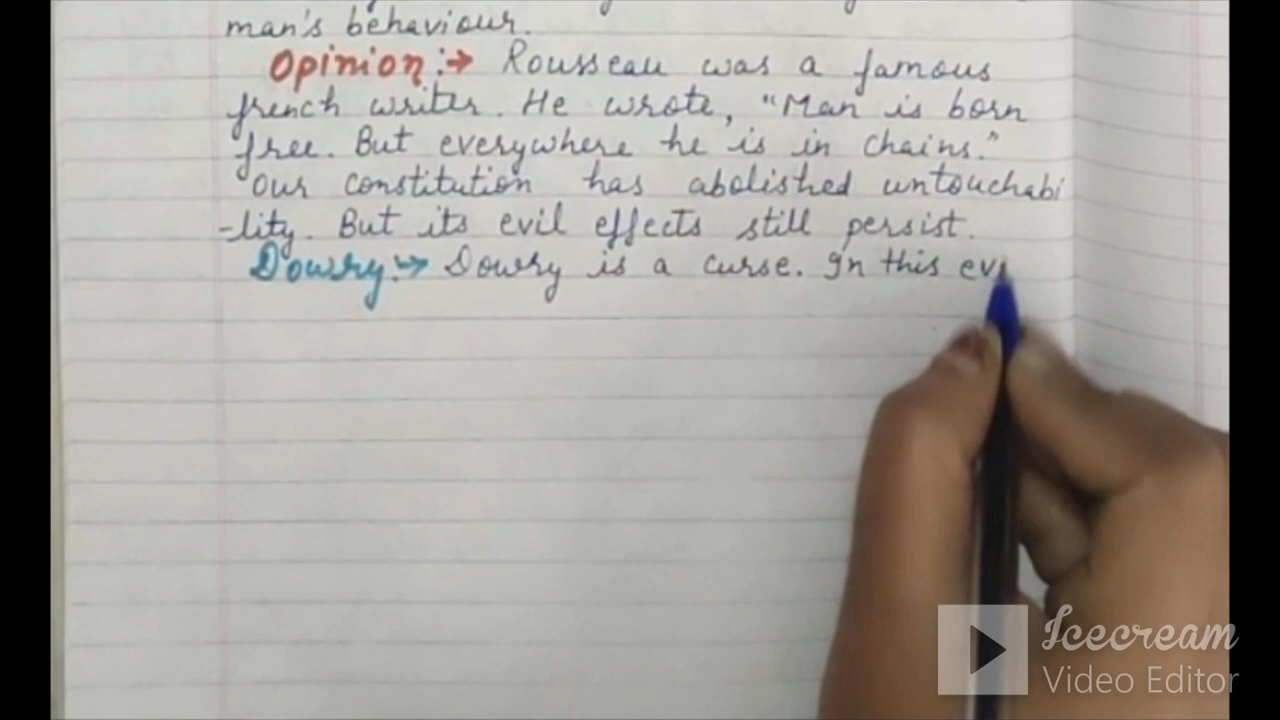 man's behaviour.
Opinion:→ Rousseau was a famous
french writer. He wrote, "Man is born
free. But everywhere he is in chains."
Our constitution has abolished untouchabi
-lity. But its evil effects still persist.
Dowry:→ Dowry is a curse. In this ev
Icecream
Video Editor